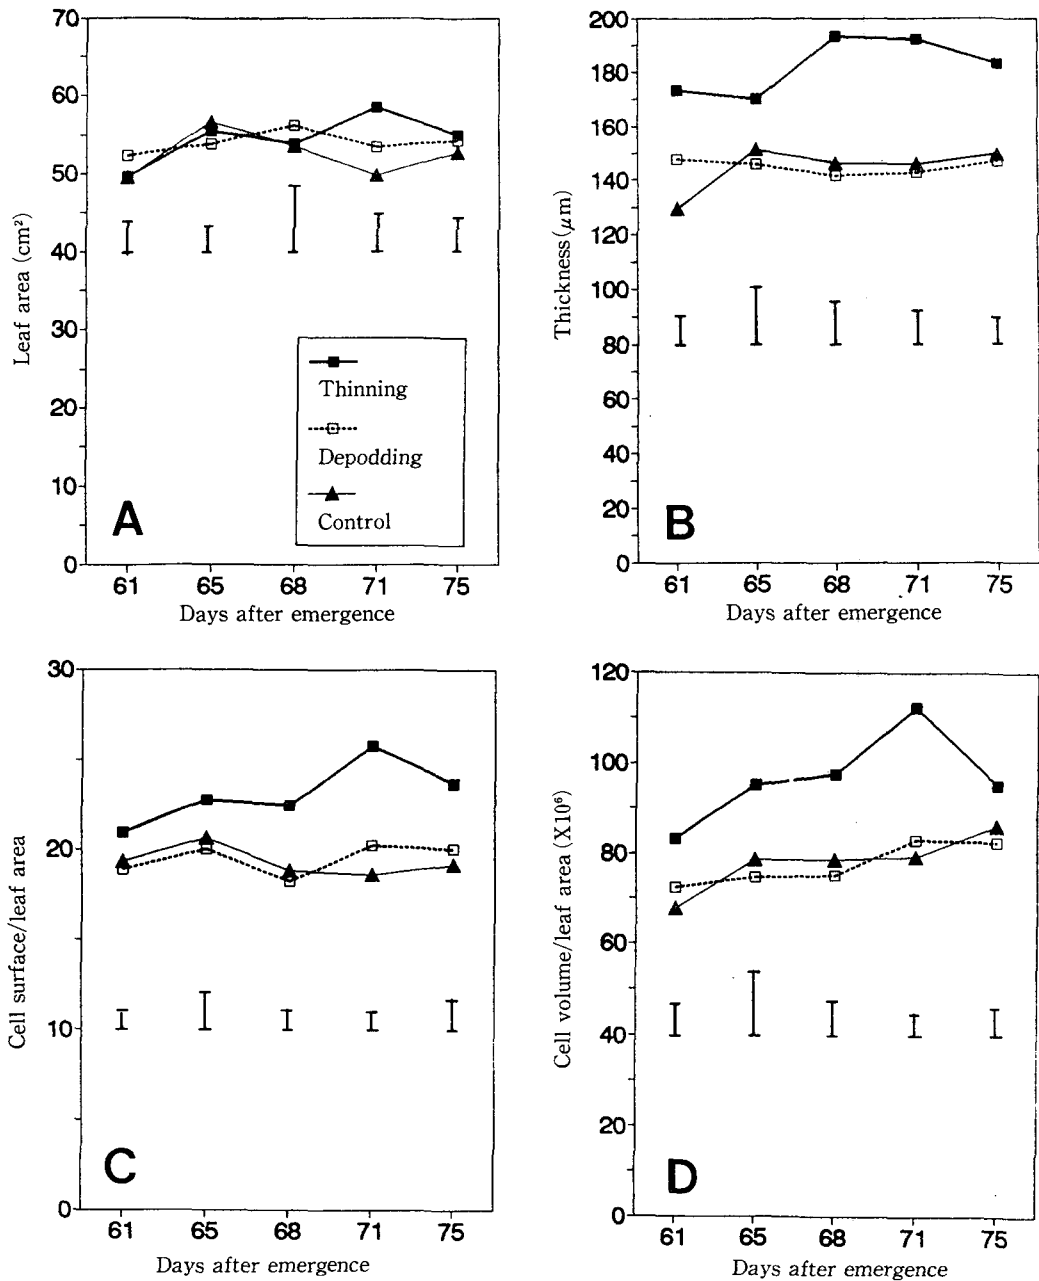 70
60
50
40
30
20
10
0
Leaf area (cm²)
Thinning
Depodding
Control
A
61 65 68 71 75
Days after emergence
200
180
160
140
120
100
80
60
40
20
0
Thickness (μm)
B
61 65 68 71 75
Days after emergence
30
20
10
0
Cell surface/leaf area
C
61 65 68 71 75
Days after emergence
120
100
80
60
40
20
0
Cell volume/leaf area (X10⁶)
D
61 65 68 71 75
Days after emergence